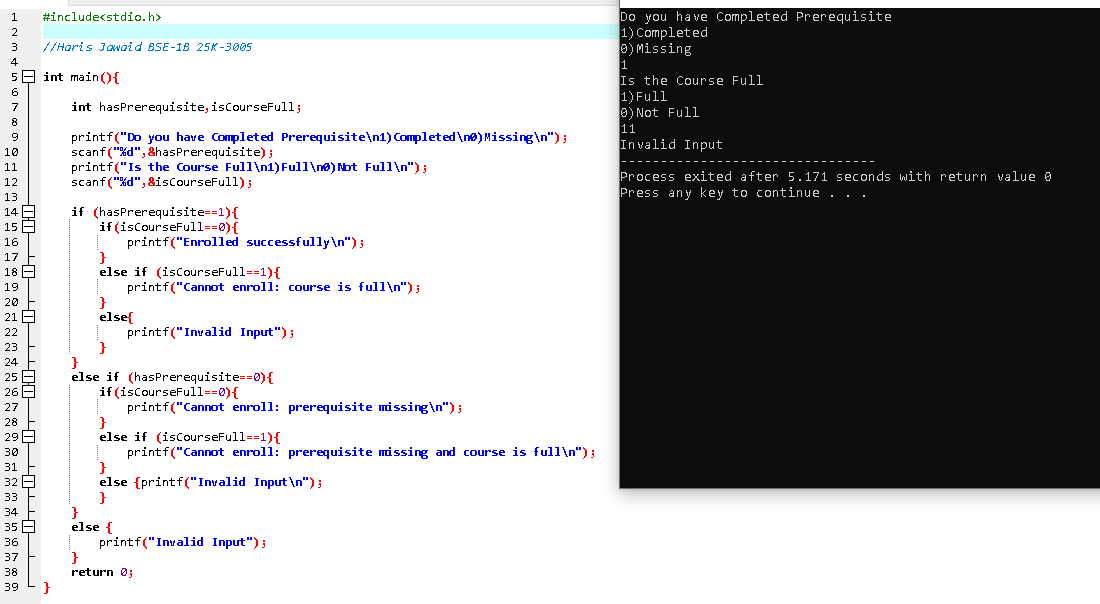 1 #include<stdio.h>
2
3 //Haris Jawaid BSE-1B 25K-3005
4
5 int main(){
6
7 int hasPrerequisite,isCourseFull;
8
9 printf("Do you have Completed Prerequisite\n1)Completed\n0)Missing\n");
10 scanf("%d",&hasPrerequisite);
11 printf("Is the Course Full\n1)Full\n0)Not Full\n");
12 scanf("%d",&isCourseFull);
13
14 if (hasPrerequisite==1){
15 if(isCourseFull==0){
16 printf("Enrolled successfully\n");
17 }
18 else if (isCourseFull==1){
19 printf("Cannot enroll: course is full\n");
20 }
21 else{
22 printf("Invalid Input");
23 }
24 }
25 else if (hasPrerequisite==0){
26 if(isCourseFull==0){
27 printf("Cannot enroll: prerequisite missing\n");
28 }
29 else if (isCourseFull==1){
30 printf("Cannot enroll: prerequisite missing and course is full\n");
31 }
32 else {printf("Invalid Input\n");
33 }
34 }
35 else {
36 printf("Invalid Input");
37 }
38 return 0;
39 }
Do you have Completed Prerequisite
1)Completed
0)Missing
1
Is the Course Full
1)Full
0)Not Full
11
Invalid Input
--------------------------------
Process exited after 5.171 seconds with return value 0
Press any key to continue . . .